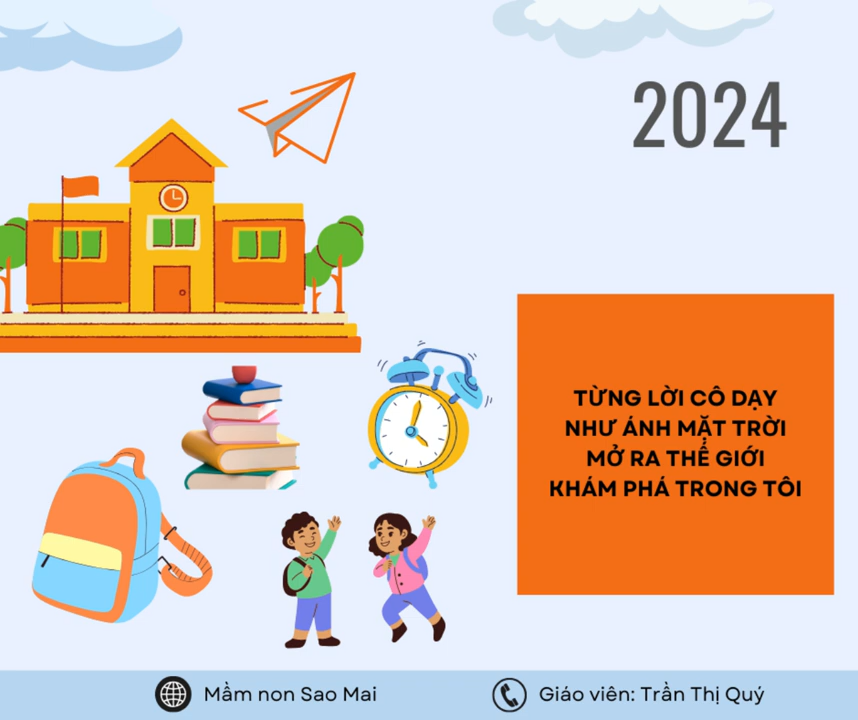 2024
TỪNG LỜI CÔ DẠY
NHƯ ÁNH MẶT TRỜI
MỞ RA THẾ GIỚI
KHÁM PHÁ TRONG TÔI
Mầm non Sao Mai
Giáo viên: Trần Thị Quý